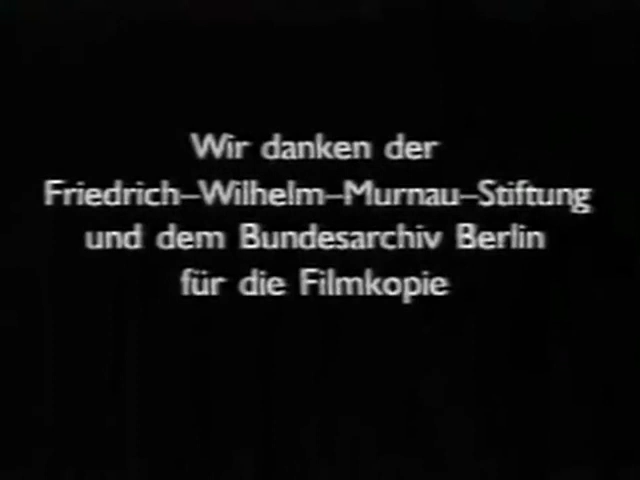 Wir danken der
Friedrich–Wilhelm–Murnau–Stiftung
und dem Bundesarchiv Berlin
für die Filmkopie